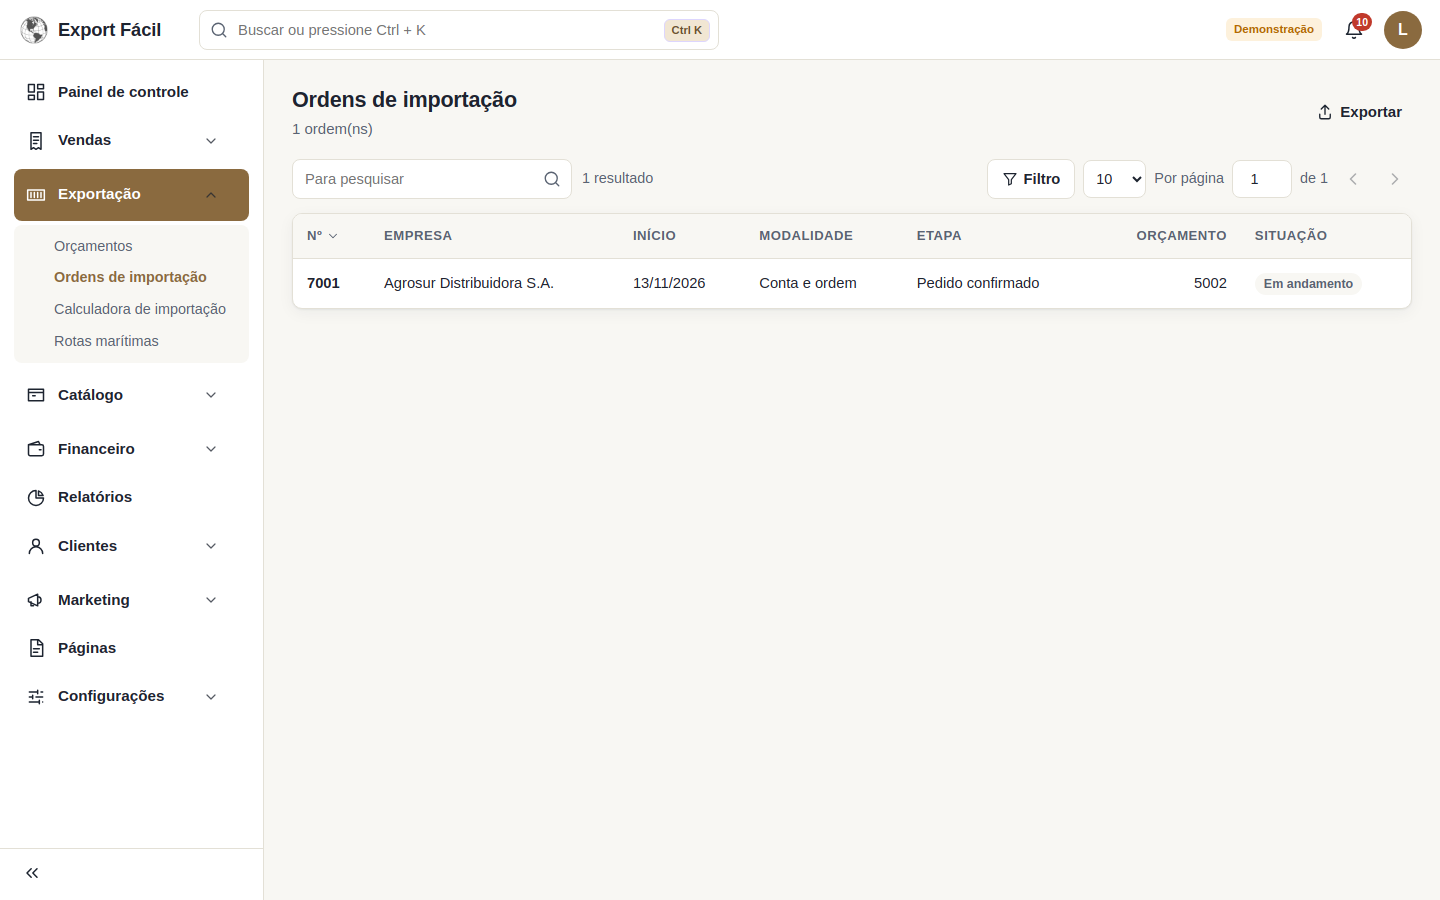 Export Fácil
Buscar ou pressione Ctrl + K
Ctrl K
Demonstração
10
L
Painel de controle
Vendas
Exportação
Orçamentos
Ordens de importação
Calculadora de importação
Rotas marítimas
Catálogo
Financeiro
Relatórios
Clientes
Marketing
Páginas
Configurações
Ordens de importação
1 ordem(ns)
Exportar
Para pesquisar
1 resultado
Filtro
10
Por página
1
de 1
Nº EMPRESA INÍCIO MODALIDADE ETAPA ORÇAMENTO SITUAÇÃO
7001 Agrosur Distribuidora S.A. 13/11/2026 Conta e ordem Pedido confirmado 5002 Em andamento